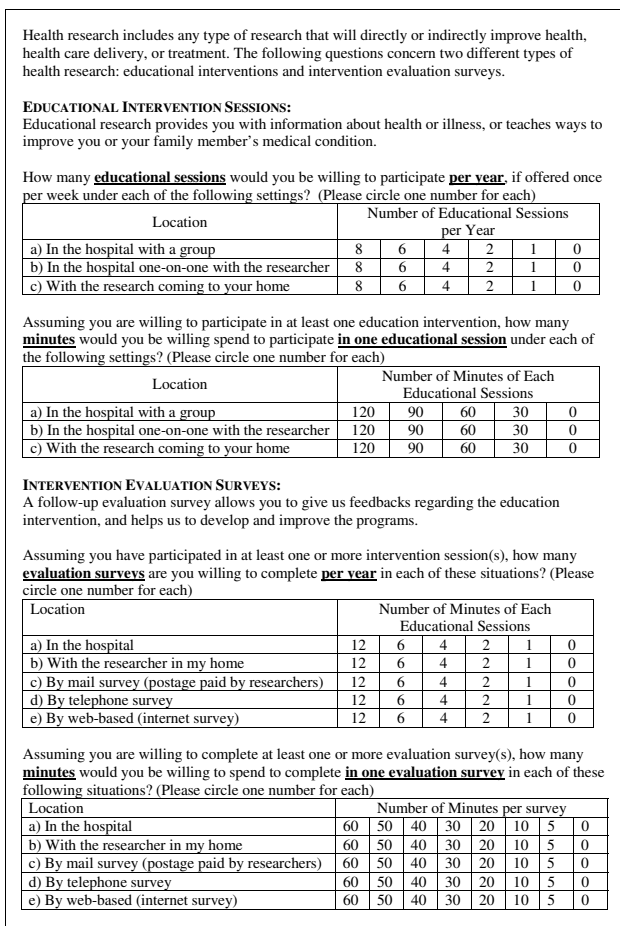 Health research includes any type of research that will directly or indirectly improve health,
health care delivery, or treatment. The following questions concern two different types of
health research: educational interventions and intervention evaluation surveys.
EDUCATIONAL INTERVENTION SESSIONS:
Educational research provides you with information about health or illness, or teaches ways to
improve you or your family member's medical condition.
How many educational sessions would you be willing to participate per year, if offered once
per week under each of the following settings? (Please circle one number for each)
Location Number of Educational Sessions
per Year
a) In the hospital with a group 8 6 4 2 1 0
b) In the hospital one-on-one with the researcher 8 6 4 2 1 0
c) With the research coming to your home 8 6 4 2 1 0
Assuming you are willing to participate in at least one education intervention, how many
minutes would you be willing spend to participate in one educational session under each of
the following settings? (Please circle one number for each)
Location Number of Minutes of Each
Educational Sessions
a) In the hospital with a group 120 90 60 30 0
b) In the hospital one-on-one with the researcher 120 90 60 30 0
c) With the research coming to your home 120 90 60 30 0
INTERVENTION EVALUATION SURVEYS:
A follow-up evaluation survey allows you to give us feedbacks regarding the education
intervention, and helps us to develop and improve the programs.
Assuming you have participated in at least one or more intervention session(s), how many
evaluation surveys are you willing to complete per year in each of these situations? (Please
circle one number for each)
Location Number of Minutes of Each
Educational Sessions
a) In the hospital 12 6 4 2 1 0
b) With the researcher in my home 12 6 4 2 1 0
c) By mail survey (postage paid by researchers) 12 6 4 2 1 0
d) By telephone survey 12 6 4 2 1 0
e) By web-based (internet survey) 12 6 4 2 1 0
Assuming you are willing to complete at least one or more evaluation survey(s), how many
minutes would you be willing to spend to complete in one evaluation survey in each of these
following situations? (Please circle one number for each)
Location Number of Minutes per survey
a) In the hospital 60 50 40 30 20 10 5 0
b) With the researcher in my home 60 50 40 30 20 10 5 0
c) By mail survey (postage paid by researchers) 60 50 40 30 20 10 5 0
d) By telephone survey 60 50 40 30 20 10 5 0
e) By web-based (internet survey) 60 50 40 30 20 10 5 0